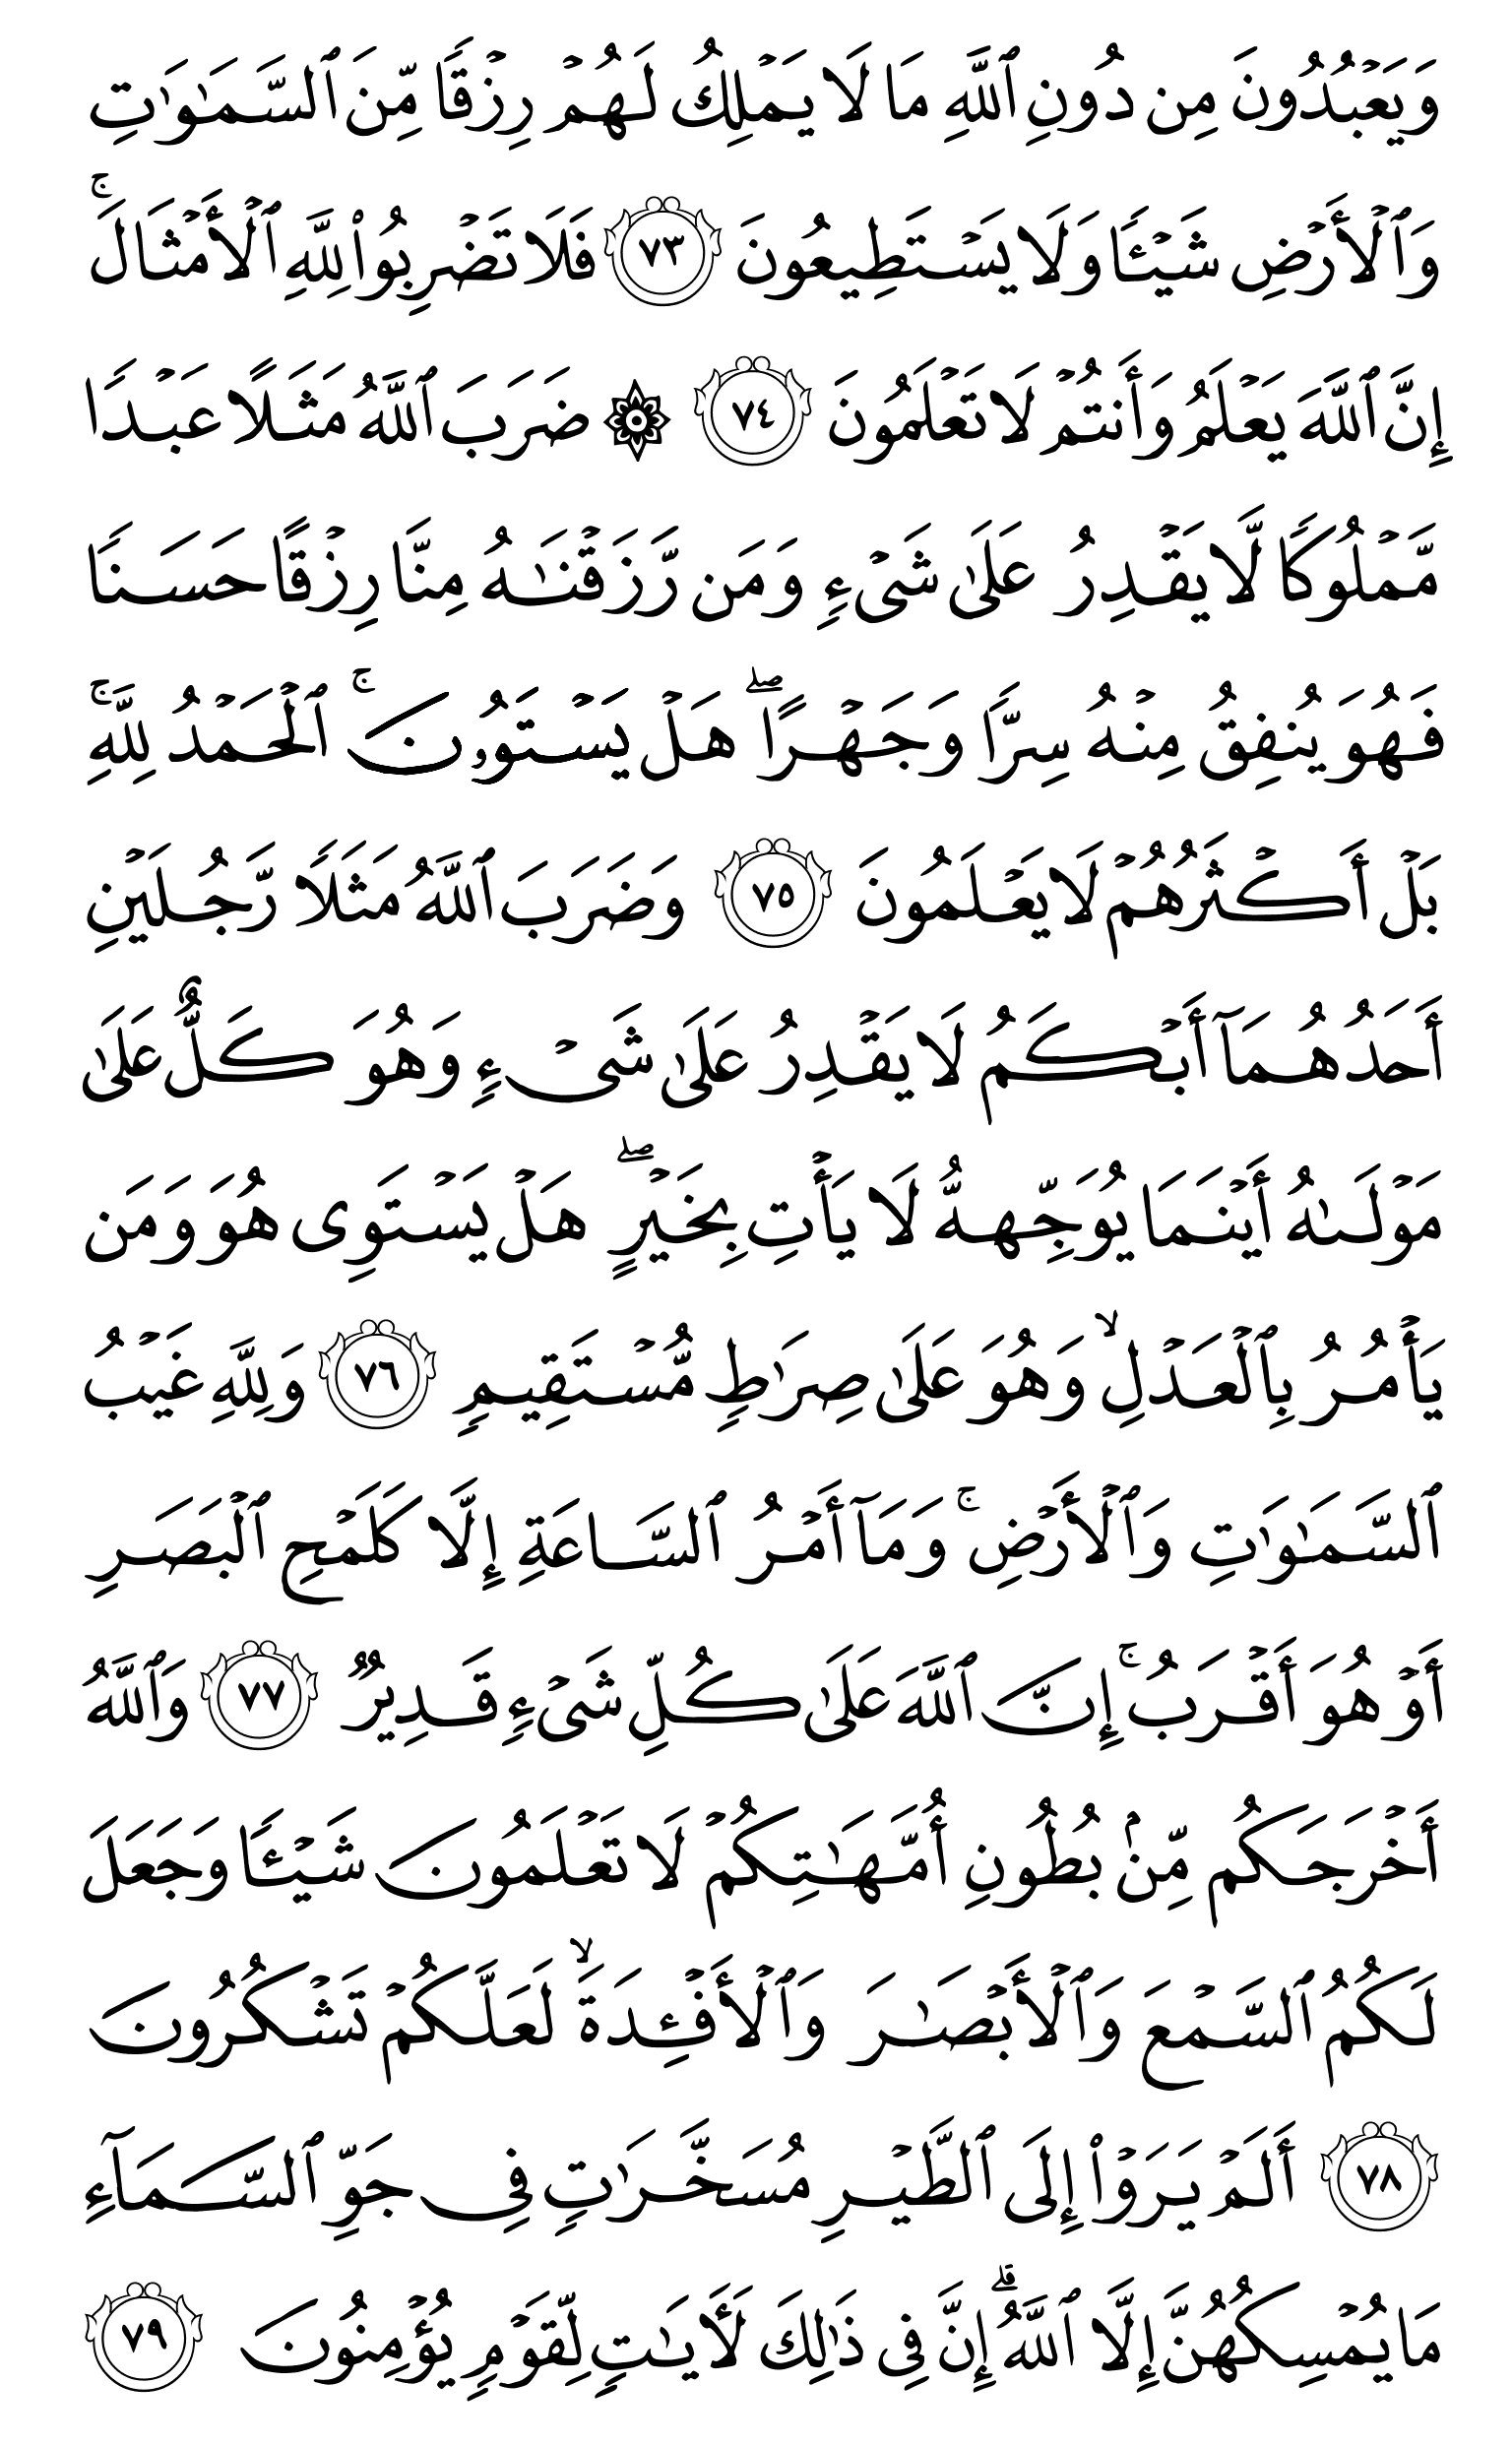 وَيَعۡبُدُونَ مِن دُونِ ٱللَّهِ مَا لَا يَمۡلِكُ لَهُمۡ رِزۡقٗا مِّنَ ٱلسَّمَٰوَٰتِ
وَٱلۡأَرۡضِ شَيۡـٔٗا وَلَا يَسۡتَطِيعُونَ ٧٣ فَلَا تَضۡرِبُواْ لِلَّهِ ٱلۡأَمۡثَالَۚ
إِنَّ ٱللَّهَ يَعۡلَمُ وَأَنتُمۡ لَا تَعۡلَمُونَ ٧٤ ۞ ضَرَبَ ٱللَّهُ مَثَلًا عَبۡدٗا
مَّمۡلُوكٗا لَّا يَقۡدِرُ عَلَىٰ شَيۡءٖ وَمَن رَّزَقۡنَٰهُ مِنَّا رِزۡقًا حَسَنٗا
فَهُوَ يُنفِقُ مِنۡهُ سِرّٗا وَجَهۡرًاۖ هَلۡ يَسۡتَوُۥنَۚ ٱلۡحَمۡدُ لِلَّهِۚ
بَلۡ أَكۡثَرُهُمۡ لَا يَعۡلَمُونَ ٧٥ وَضَرَبَ ٱللَّهُ مَثَلٗا رَّجُلَيۡنِ
أَحَدُهُمَآ أَبۡكَمُ لَا يَقۡدِرُ عَلَىٰ شَيۡءٖ وَهُوَ كَلٌّ عَلَىٰ
مَوۡلَىٰهُ أَيۡنَمَا يُوَجِّههُّ لَا يَأۡتِ بِخَيۡرٍۖ هَلۡ يَسۡتَوِي هُوَ وَمَن
يَأۡمُرُ بِٱلۡعَدۡلِۙ وَهُوَ عَلَىٰ صِرَٰطٖ مُّسۡتَقِيمٖ ٧٦ وَلِلَّهِ غَيۡبُ
ٱلسَّمَٰوَٰتِ وَٱلۡأَرۡضِۚ وَمَآ أَمۡرُ ٱلسَّاعَةِ إِلَّا كَلَمۡحِ ٱلۡبَصَرِ
أَوۡ هُوَ أَقۡرَبُۚ إِنَّ ٱللَّهَ عَلَىٰ كُلِّ شَيۡءٖ قَدِيرٞ ٧٧ وَٱللَّهُ
أَخۡرَجَكُم مِّنۢ بُطُونِ أُمَّهَٰتِكُمۡ لَا تَعۡلَمُونَ شَيۡـٔٗا وَجَعَلَ
لَكُمُ ٱلسَّمۡعَ وَٱلۡأَبۡصَٰرَ وَٱلۡأَفۡـِٔدَةَۙ لَعَلَّكُمۡ تَشۡكُرُونَ
٧٨ أَلَمۡ يَرَوۡاْ إِلَى ٱلطَّيۡرِ مُسَخَّرَٰتٖ فِي جَوِّ ٱلسَّمَآءِ
مَا يُمۡسِكُهُنَّ إِلَّا ٱللَّهُۚ إِنَّ فِي ذَٰلِكَ لَأٓيَٰتٖ لِّقَوۡمٖ يُؤۡمِنُونَ ٧٩